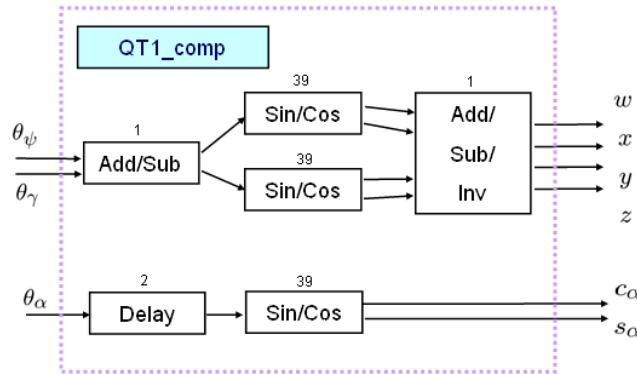 QT1_comp
39
1
w
θψ
1
Sin/Cos
Add/
x
Add/Sub
39
Sub/
θγ
Sin/Cos
Inv
y
z
2
39
θα
Delay
Sin/Cos
cα
sα